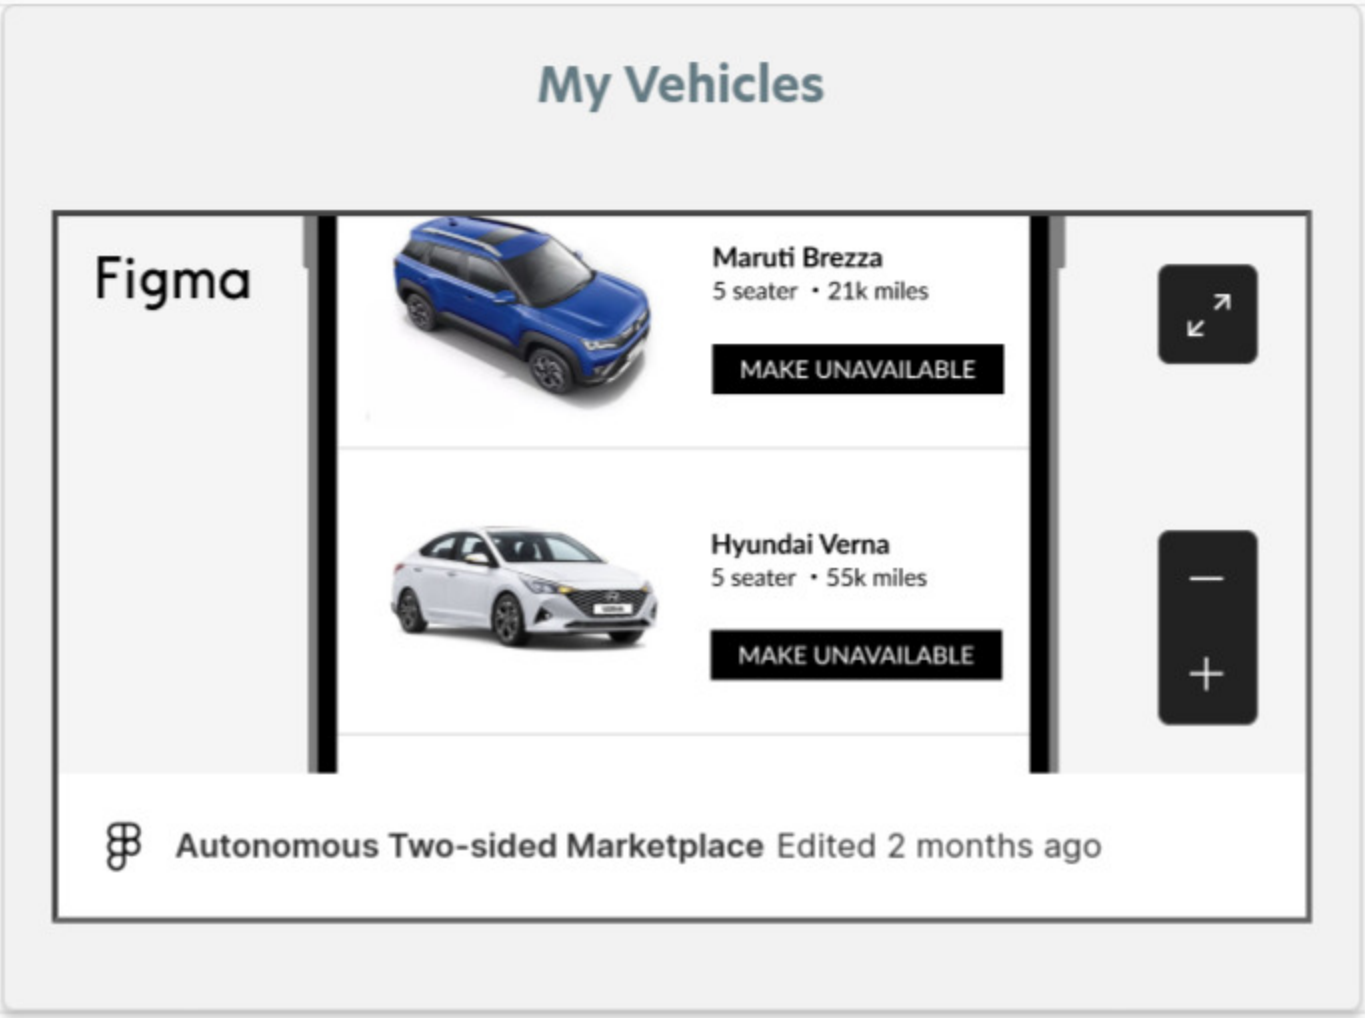 My Vehicles
Figma
Maruti Brezza
5 seater • 21k miles
MAKE UNAVAILABLE
Hyundai Verna
5 seater • 55k miles
MAKE UNAVAILABLE
Autonomous Two-sided Marketplace Edited 2 months ago